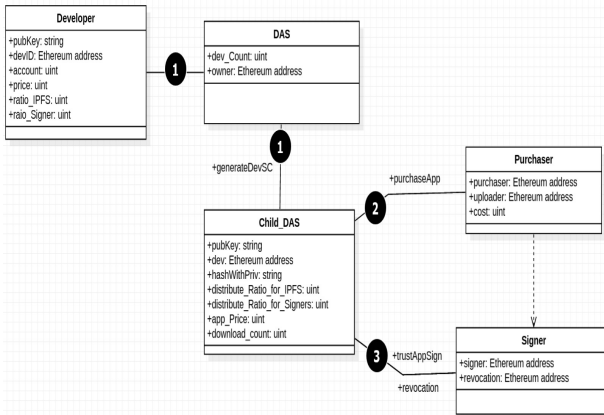 Developer
+pubKey: string
+devID: Ethereum address
+account: uint
+price: uint
+ratio_IPFS: uint
+raio_Signer: uint
1
DAS
+dev_Count: uint
+owner: Ethereum address
1
+generateDevSC
Child_DAS
+pubKey: string
+dev: Ethereum address
+hashWithPriv: string
+distribute_Ratio_for_IPFS: uint
+distribute_Ratio_for_Signers: uint
+app_Price: uint
+download_count: uint
2
+purchaseApp
Purchaser
+purchaser: Ethereum address
+uploader: Ethereum address
+cost: uint
3
+trustAppSign
+revocation
Signer
+signer: Ethereum address
+revocation: Ethereum address